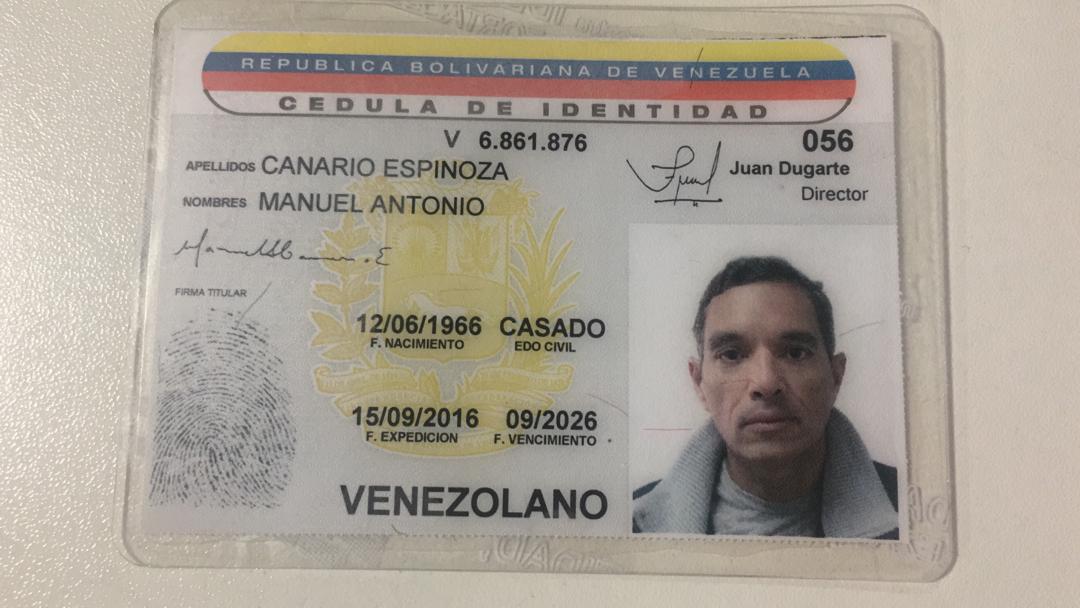 REPUBLICA BOLIVARIANA DE VENEZUELA
CEDULA DE IDENTIDAD
V 6.861.876
056
APELLIDOS CANARIO ESPINOZA
Juan Dugarte
Director
NOMBRES MANUEL ANTONIO
FIRMA TITULAR
12/06/1966 CASADO
F. NACIMIENTO EDO CIVIL
15/09/2016 09/2026
F. EXPEDICION F. VENCIMIENTO
VENEZOLANO